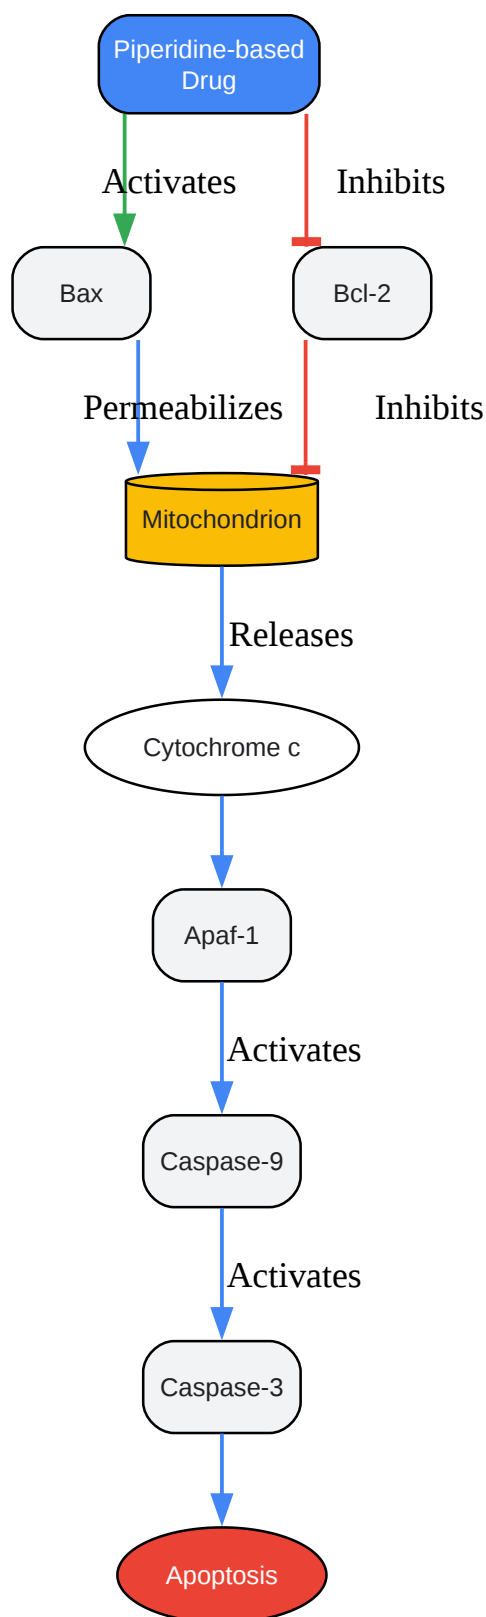 Piperidine-based
Drug
Activates
Inhibits
Bax
Bcl-2
Permeabilizes
Inhibits
Mitochondrion
Releases
Cytochrome c
Apaf-1
Activates
Caspase-9
Activates
Caspase-3
Apoptosis